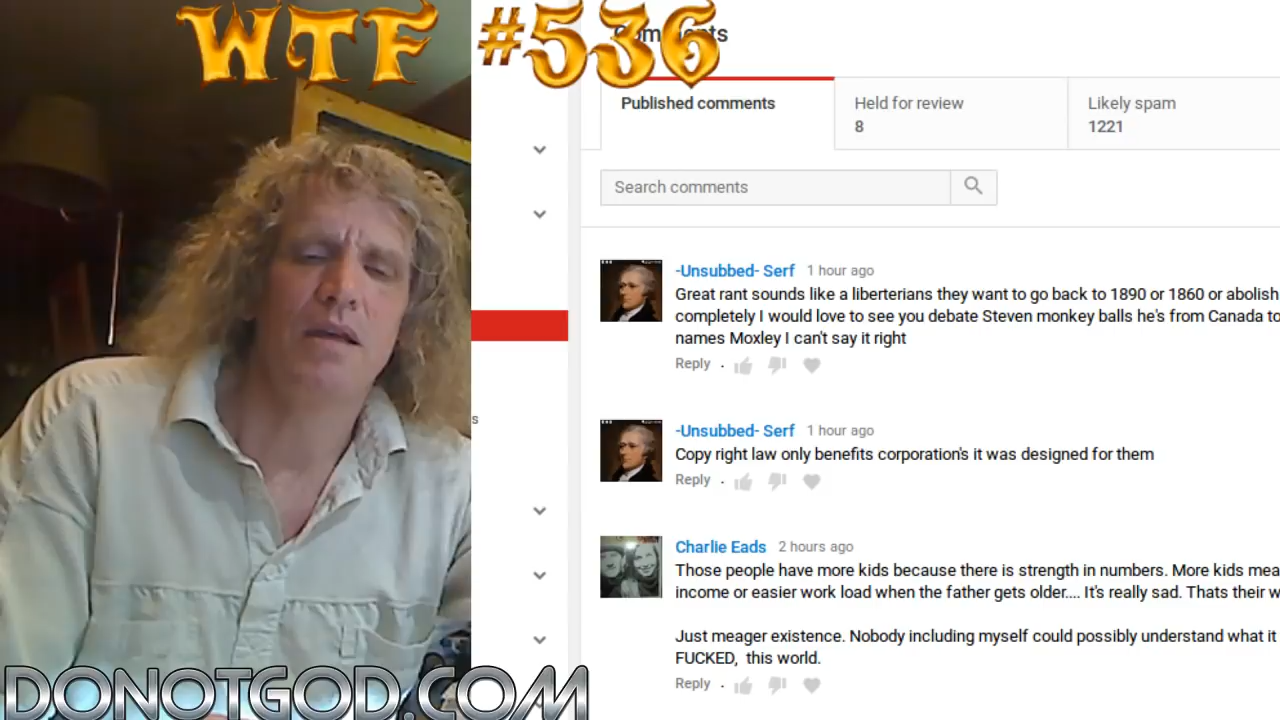 WTF #536
Comments
Published comments
Held for review
8
Likely spam
1221
Search comments
-Unsubbed- Serf 1 hour ago
Great rant sounds like a liberterians they want to go back to 1890 or 1860 or abolish
completely I would love to see you debate Steven monkey balls he's from Canada to
names Moxley I can't say it right
Reply .
-Unsubbed- Serf 1 hour ago
Copy right law only benefits corporation's it was designed for them
Reply .
s
Charlie Eads 2 hours ago
Those people have more kids because there is strength in numbers. More kids mea
income or easier work load when the father gets older.... It's really sad. Thats their w
Just meager existence. Nobody including myself could possibly understand what it
FUCKED, this world.
Reply .
DONOTGOD.COM